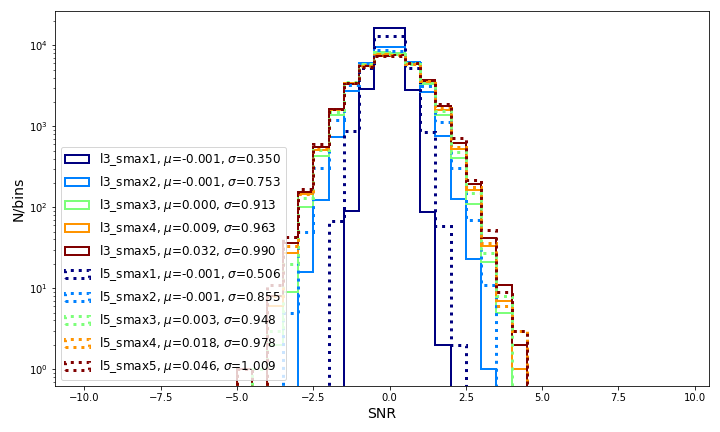 10⁴
10³
10²
10¹
10⁰
N/bins
l3_smax1, μ=-0.001, σ=0.350
l3_smax2, μ=-0.001, σ=0.753
l3_smax3, μ=0.000, σ=0.913
l3_smax4, μ=0.009, σ=0.963
l3_smax5, μ=0.032, σ=0.990
l5_smax1, μ=-0.001, σ=0.506
l5_smax2, μ=-0.001, σ=0.855
l5_smax3, μ=0.003, σ=0.948
l5_smax4, μ=0.018, σ=0.978
l5_smax5, μ=0.046, σ=1.009
−10.0 −7.5 −5.0 −2.5 0.0 2.5 5.0 7.5 10.0
SNR